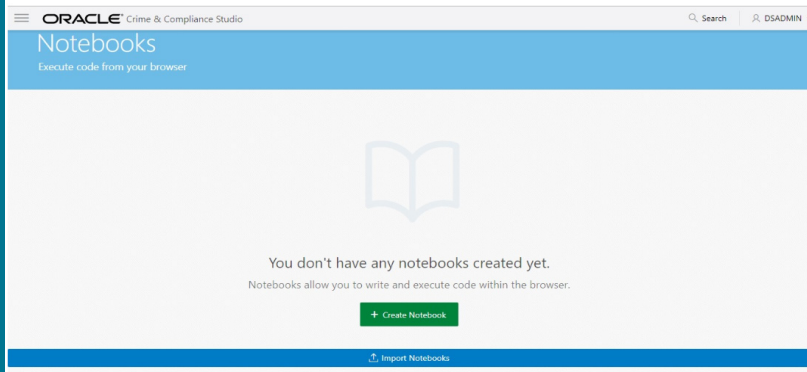 ORACLE® Crime & Compliance Studio
Search
DSADMIN
Notebooks
Execute code from your browser
You don't have any notebooks created yet.
Notebooks allow you to write and execute code within the browser.
+ Create Notebook
Import Notebooks